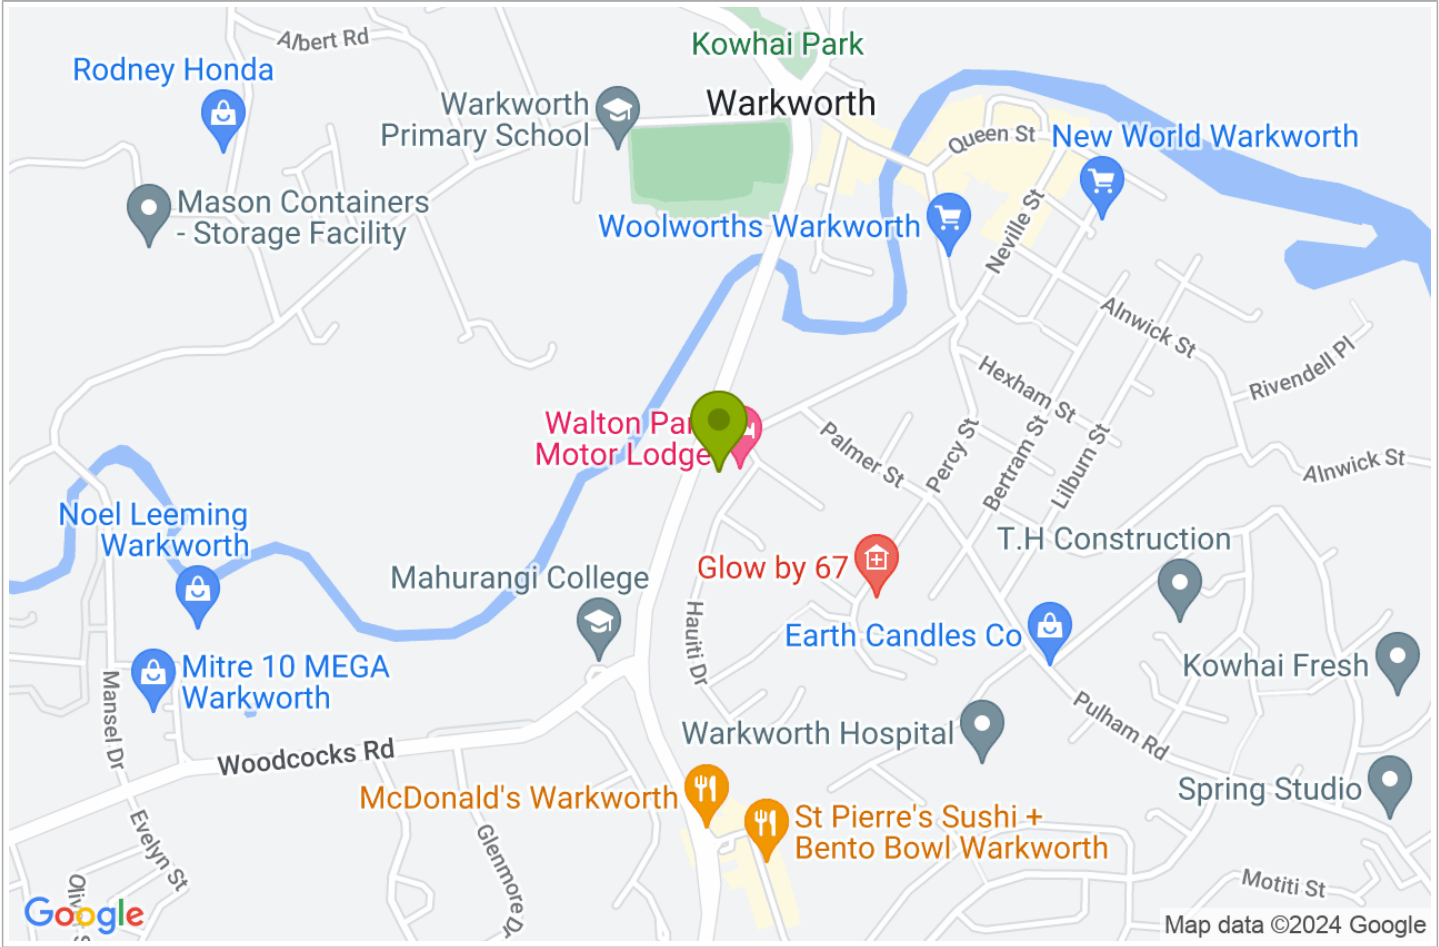 Albert Rd
Kowhai Park
Rodney Honda
Warkworth
Primary School
Warkworth
Queen St
New World Warkworth
Mason Containers
- Storage Facility
Woolworths Warkworth
Neville St
Alnwick St
Rivendell Pl
Hexham St
Walton Par
Motor Lodge
Palmer St
Percy St
Bertram St
Lilburn St
Alnwick St
Noel Leeming
Warkworth
T.H Construction
Mahurangi College
Glow by 67
Hauiti Dr
Earth Candles Co
Mitre 10 MEGA
Warkworth
Kowhai Fresh
Mansel Dr
Warkworth Hospital
Pulham Rd
Woodcocks Rd
McDonald's Warkworth
Spring Studio
St Pierre's Sushi +
Bento Bowl Warkworth
Evelyn St
Glenmore Dr
Motiti St
Google
Map data ©2024 Google